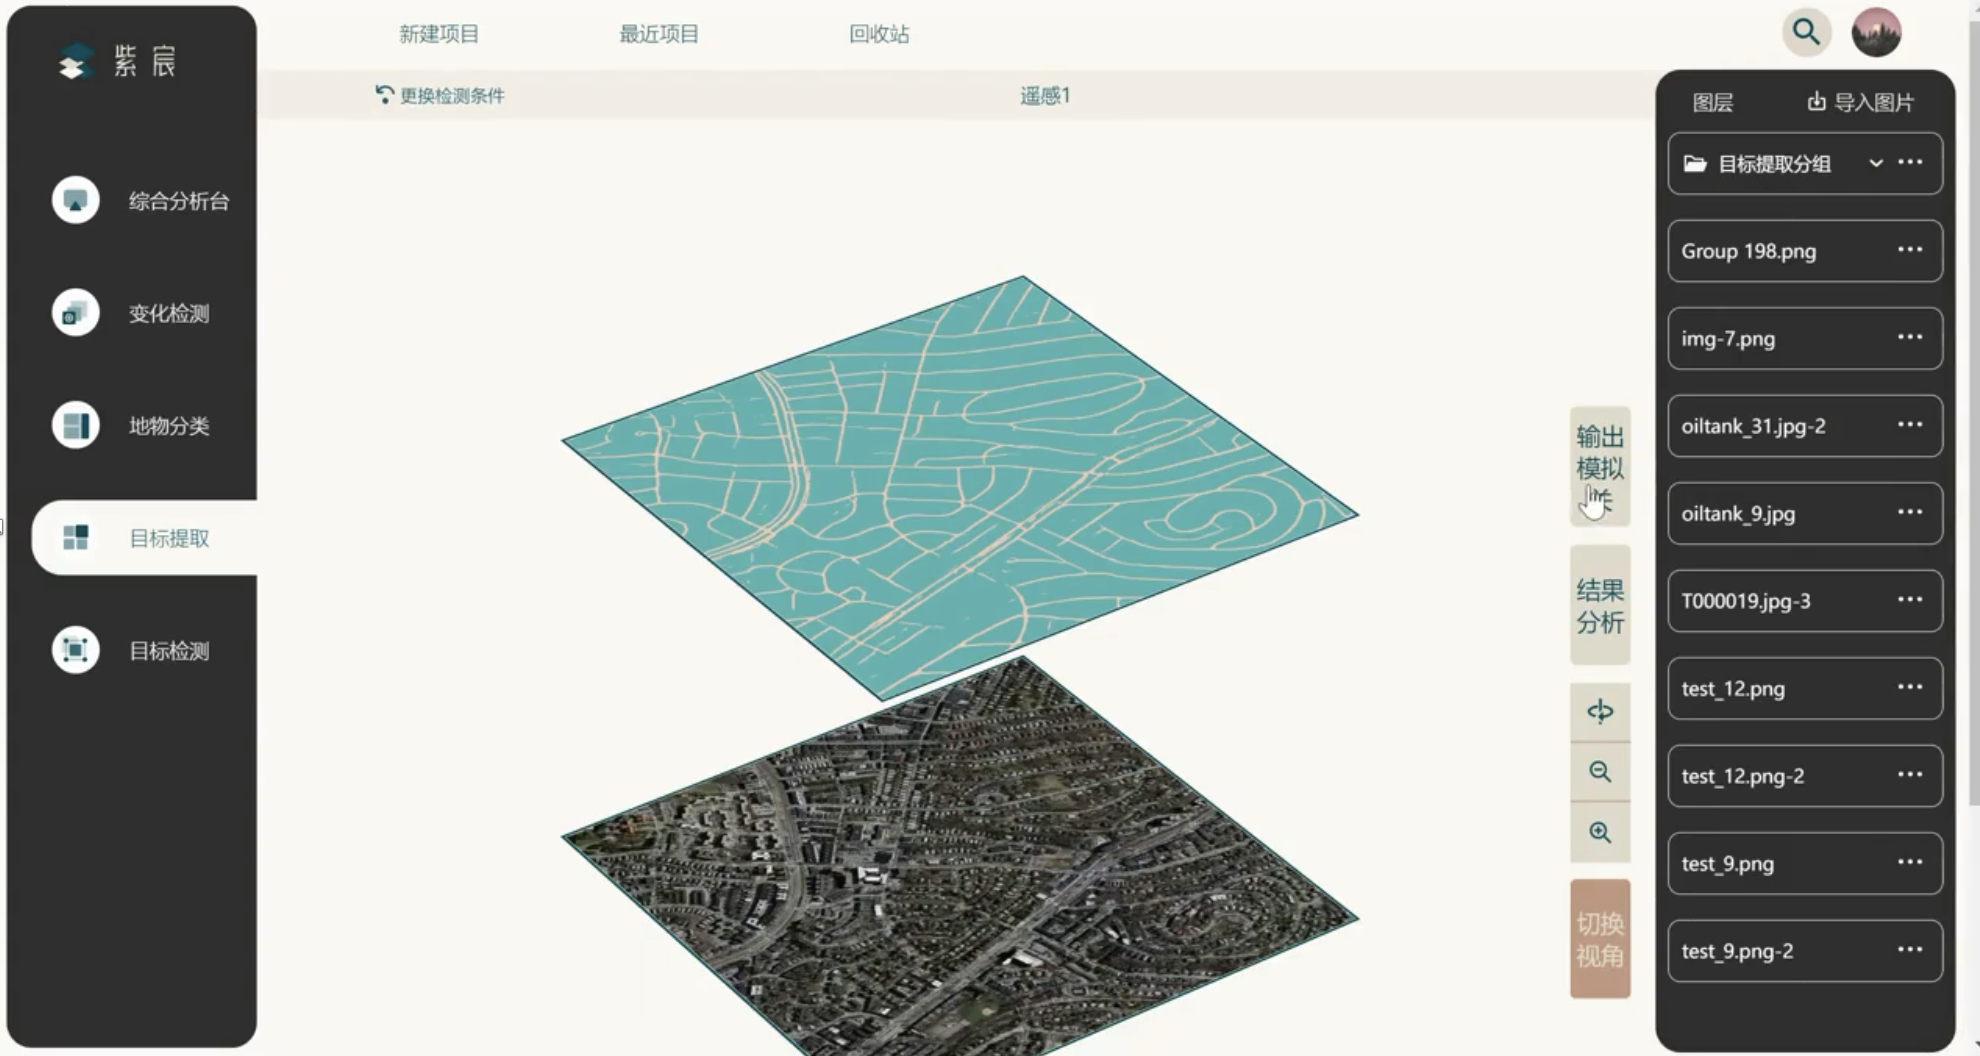 紫宸
新建项目
最近项目
回收站
更换检测条件
遥感1
综合分析台
变化检测
地物分类
目标提取
目标检测
输出
模拟
结果
分析
切换
视角
图层
导入图片
目标提取分组
Group 198.png
img-7.png
oiltank_31.jpg-2
oiltank_9.jpg
T000019.jpg-3
test_12.png
test_12.png-2
test_9.png
test_9.png-2